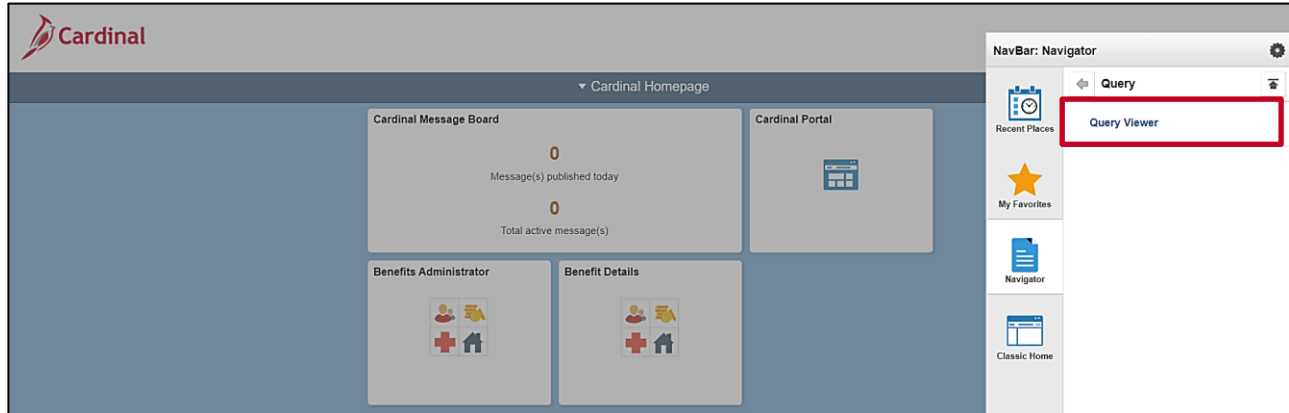 Cardinal
NavBar: Navigator
Cardinal Homepage
Query
Recent Places
Query Viewer
Cardinal Message Board
0
Message(s) published today
0
Total active message(s)
Cardinal Portal
My Favorites
Benefits Administrator
Benefit Details
Navigator
Classic Home